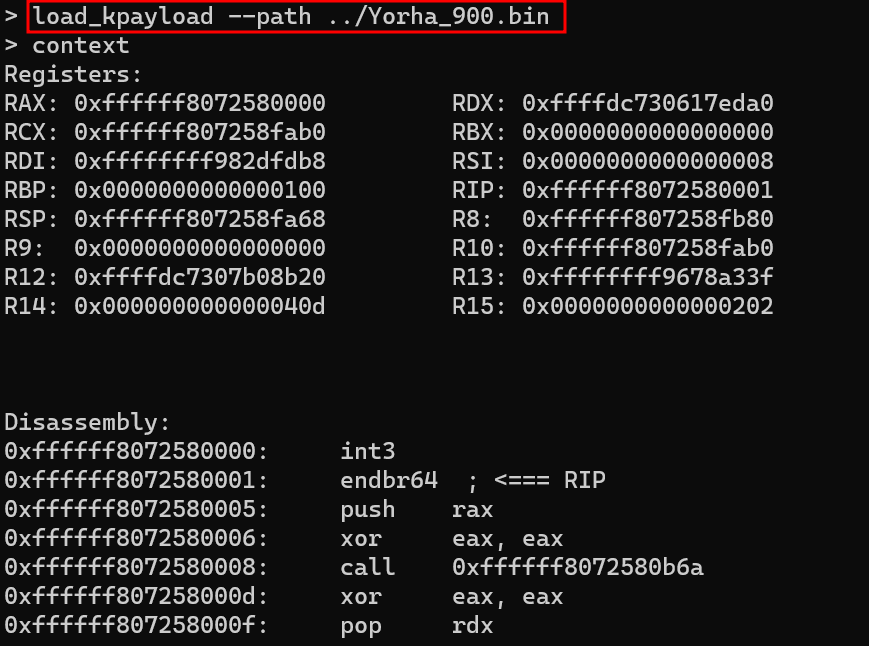 > load_kpayload --path ../Yorha_900.bin
> context
Registers:
RAX: 0xffffff8072580000 RDX: 0xffffdc730617eda0
RCX: 0xffffff807258fab0 RBX: 0x0000000000000000
RDI: 0xffffffff982dfdb8 RSI: 0x0000000000000008
RBP: 0x0000000000000100 RIP: 0xffffff8072580001
RSP: 0xffffff807258fa68 R8: 0xffffff807258fb80
R9: 0x0000000000000000 R10: 0xffffff807258fab0
R12: 0xffffdc7307b08b20 R13: 0xffffffff9678a33f
R14: 0x000000000000040d R15: 0x0000000000000202
Disassembly:
0xffffff8072580000: int3
0xffffff8072580001: endbr64 ; <=== RIP
0xffffff8072580005: push rax
0xffffff8072580006: xor eax, eax
0xffffff8072580008: call 0xffffff8072580b6a
0xffffff807258000d: xor eax, eax
0xffffff807258000f: pop rdx